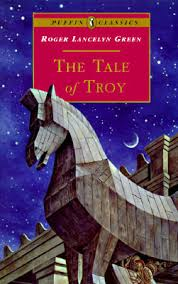 PUFFIN CLASSICS
ROGER LANCELYN GREEN
THE TALE
of TROY